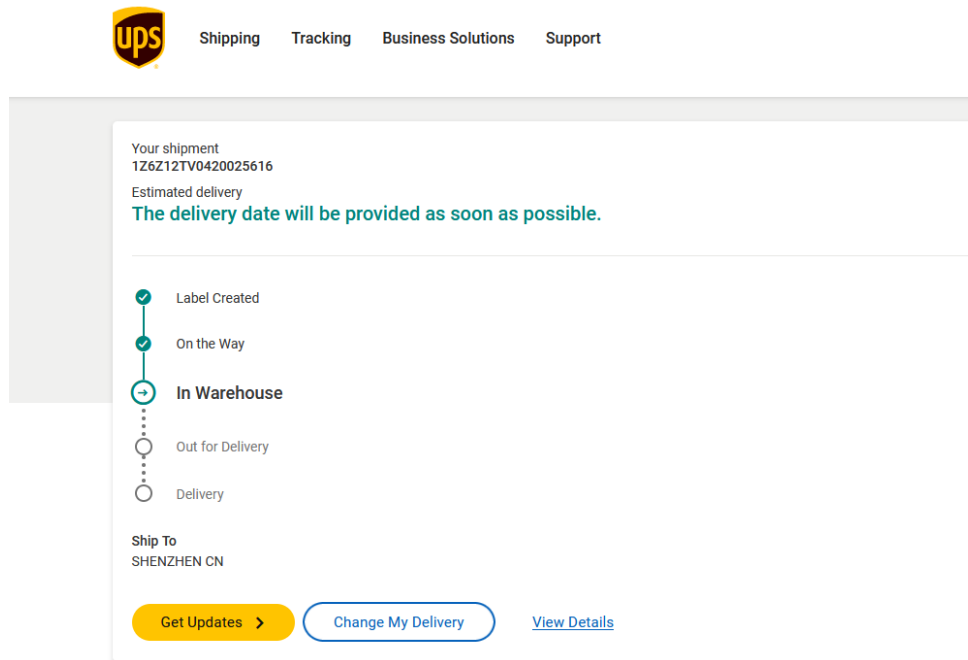 ups
Shipping Tracking Business Solutions Support
Your shipment
1Z6Z12TV0420025616
Estimated delivery
The delivery date will be provided as soon as possible.
Label Created
On the Way
In Warehouse
Out for Delivery
Delivery
Ship To
SHENZHEN CN
Get Updates Change My Delivery View Details